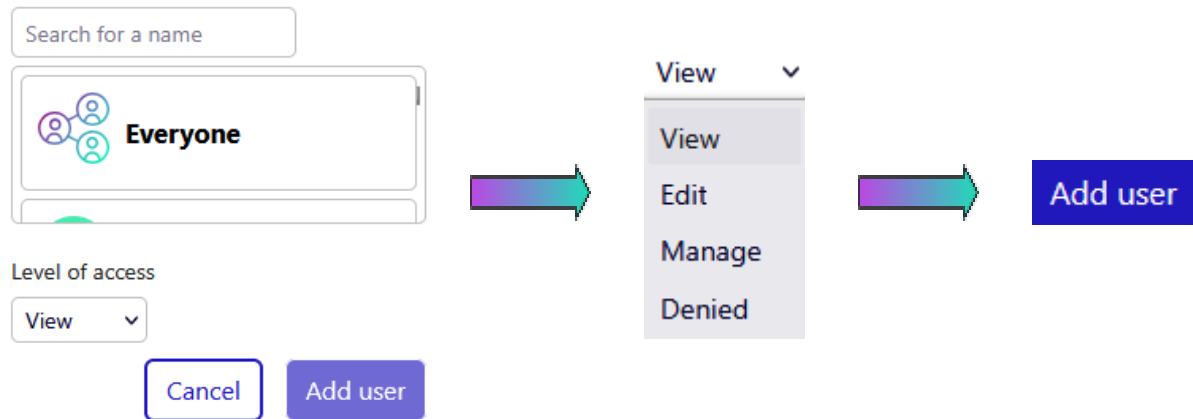 Search for a name
Everyone
Level of access
View
Cancel
Add user
View
View
Edit
Manage
Denied
Add user